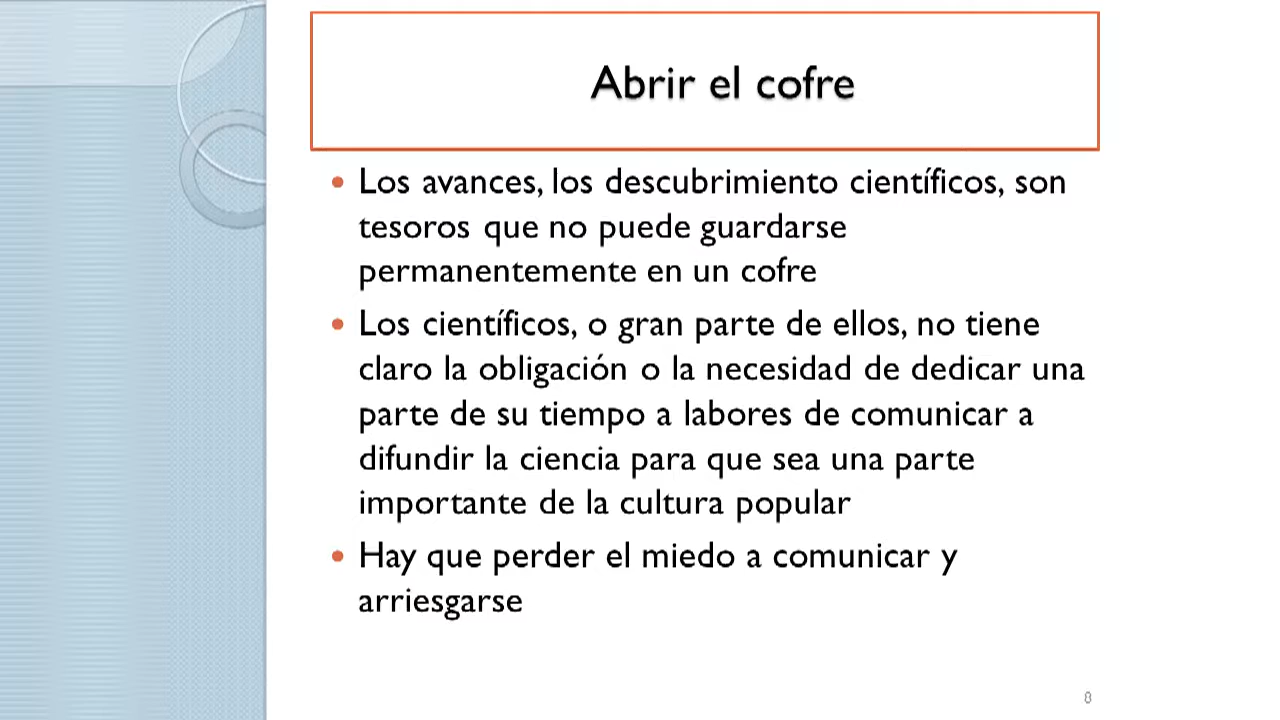 Abrir el cofre
Los avances, los descubrimiento científicos, son
tesoros que no puede guardarse
permanentemente en un cofre
Los científicos, o gran parte de ellos, no tiene
claro la obligación o la necesidad de dedicar una
parte de su tiempo a labores de comunicar a
difundir la ciencia para que sea una parte
importante de la cultura popular
Hay que perder el miedo a comunicar y
arriesgarse
8